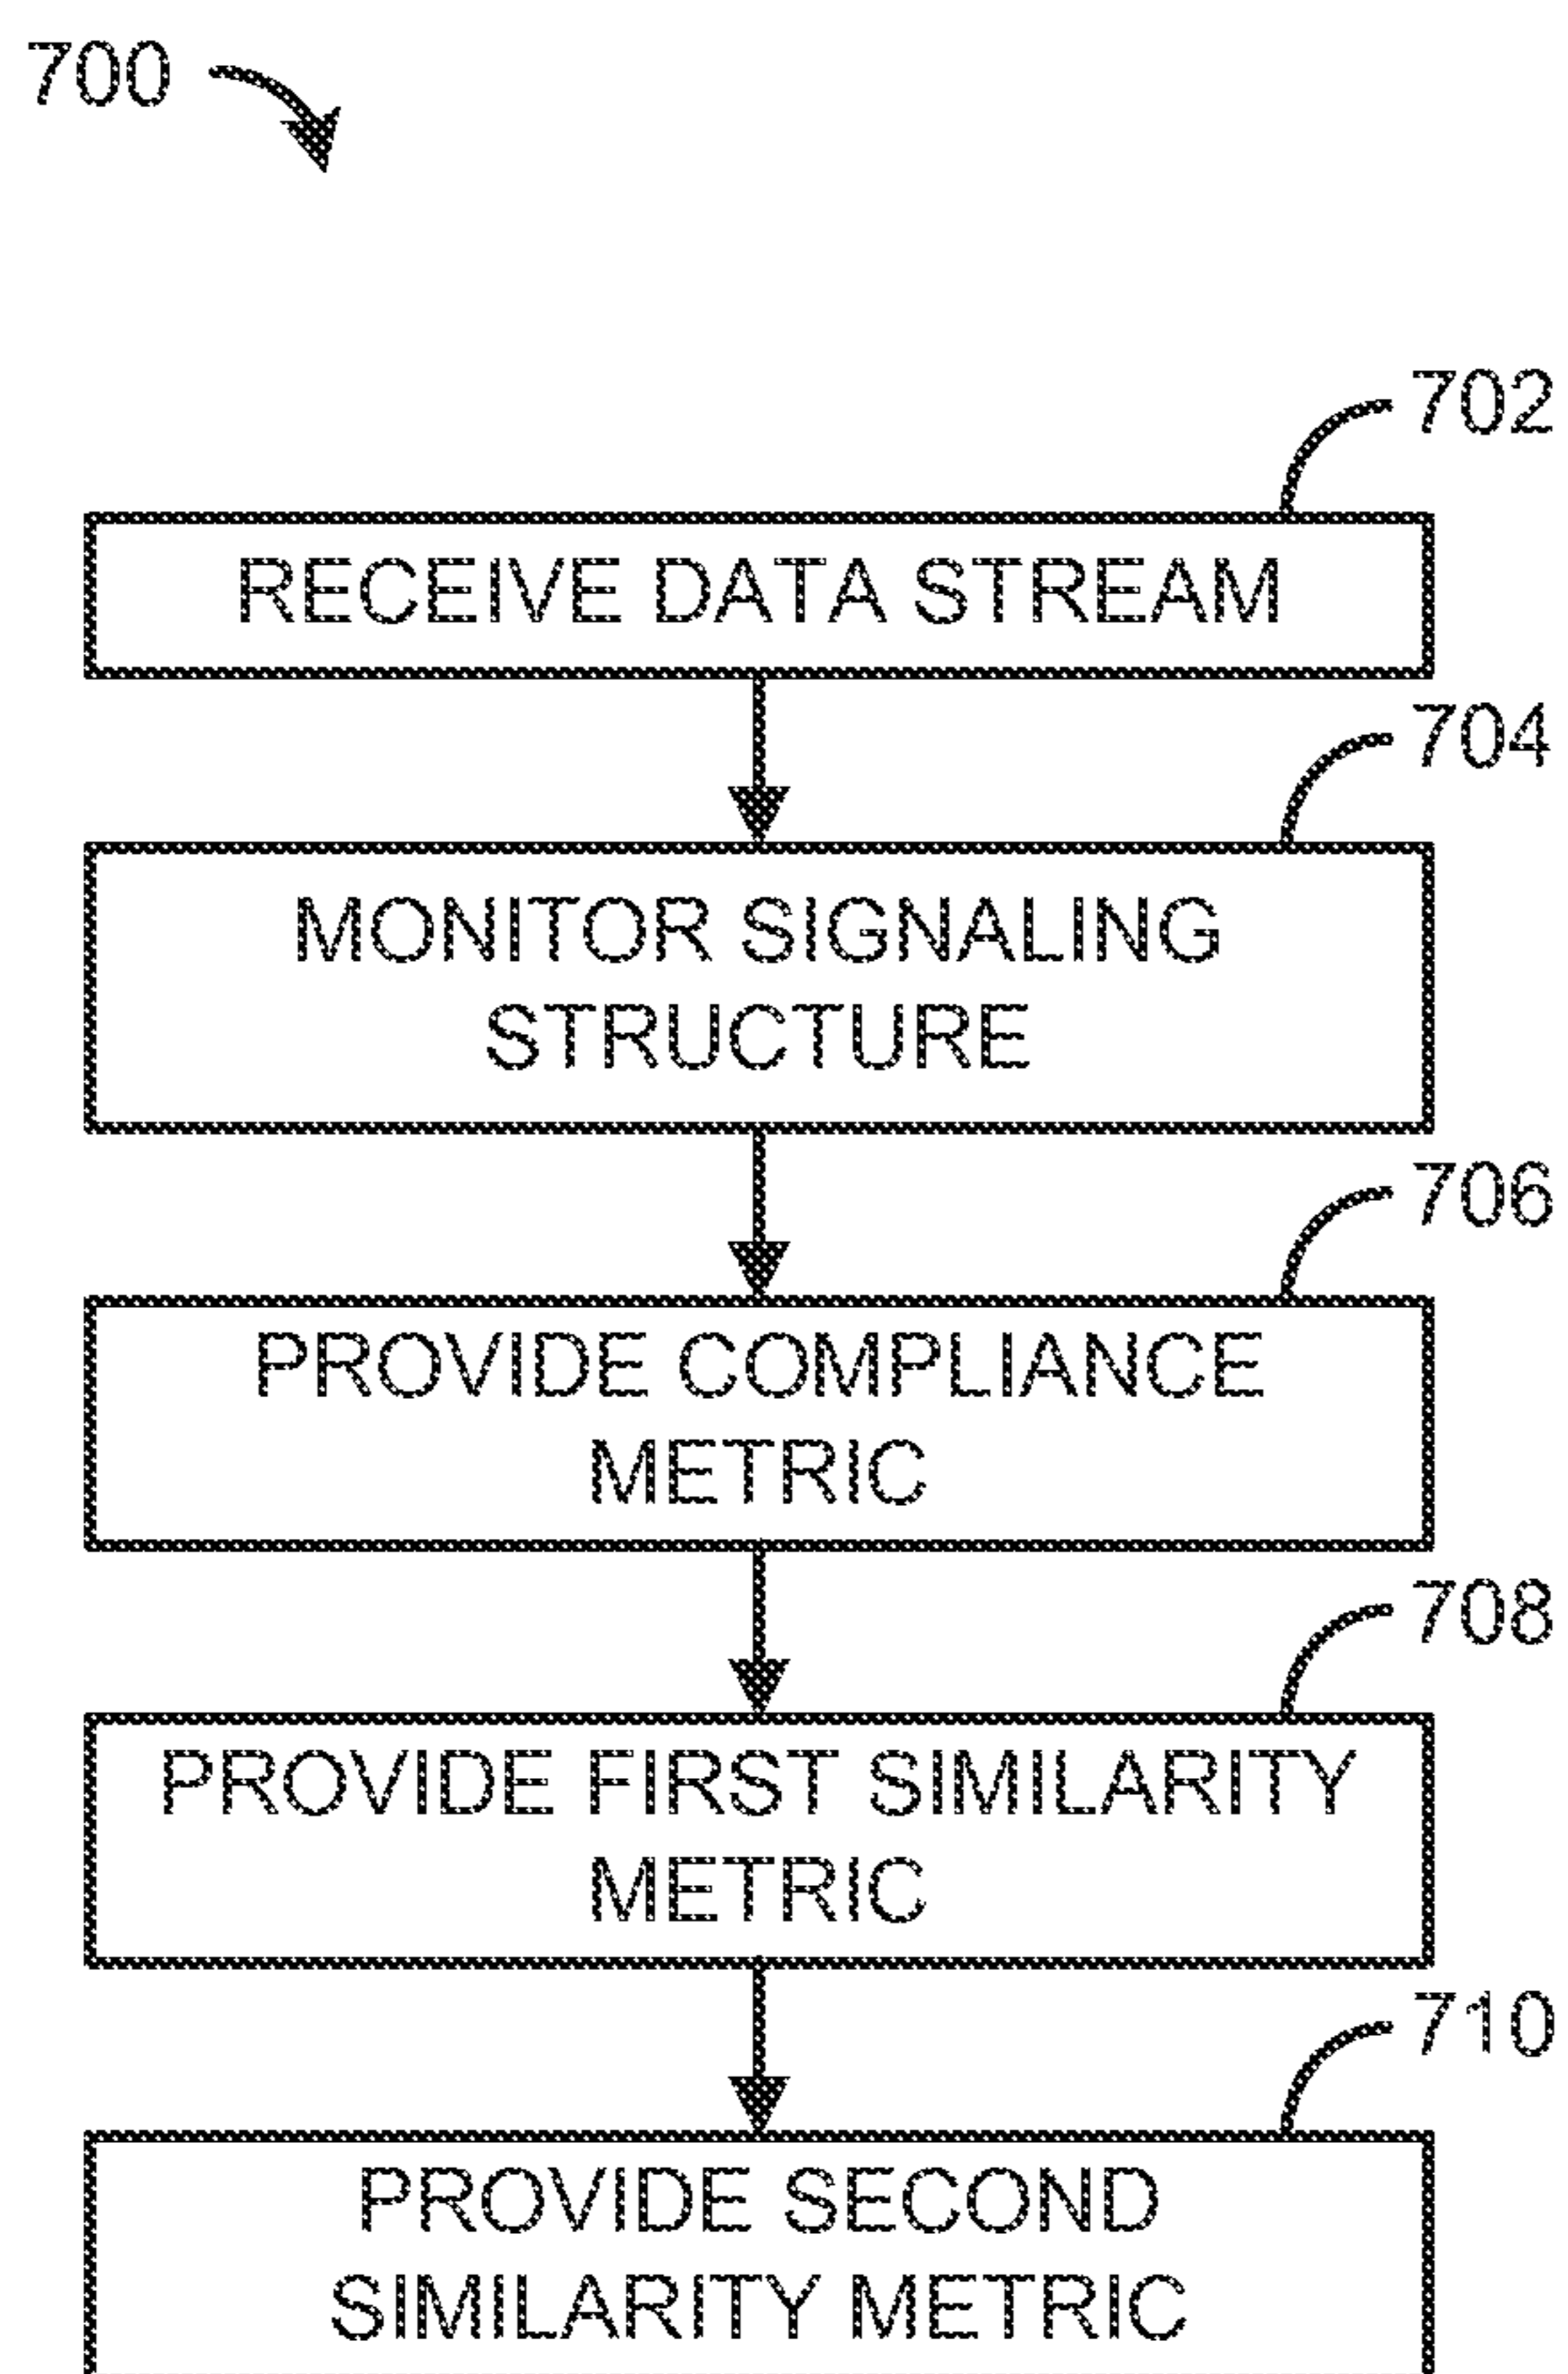 700
702
RECEIVE DATA STREAM
704
MONITOR SIGNALING
STRUCTURE
706
PROVIDE COMPLIANCE
METRIC
708
PROVIDE FIRST SIMILARITY
METRIC
710
PROVIDE SECOND
SIMILARITY METRIC